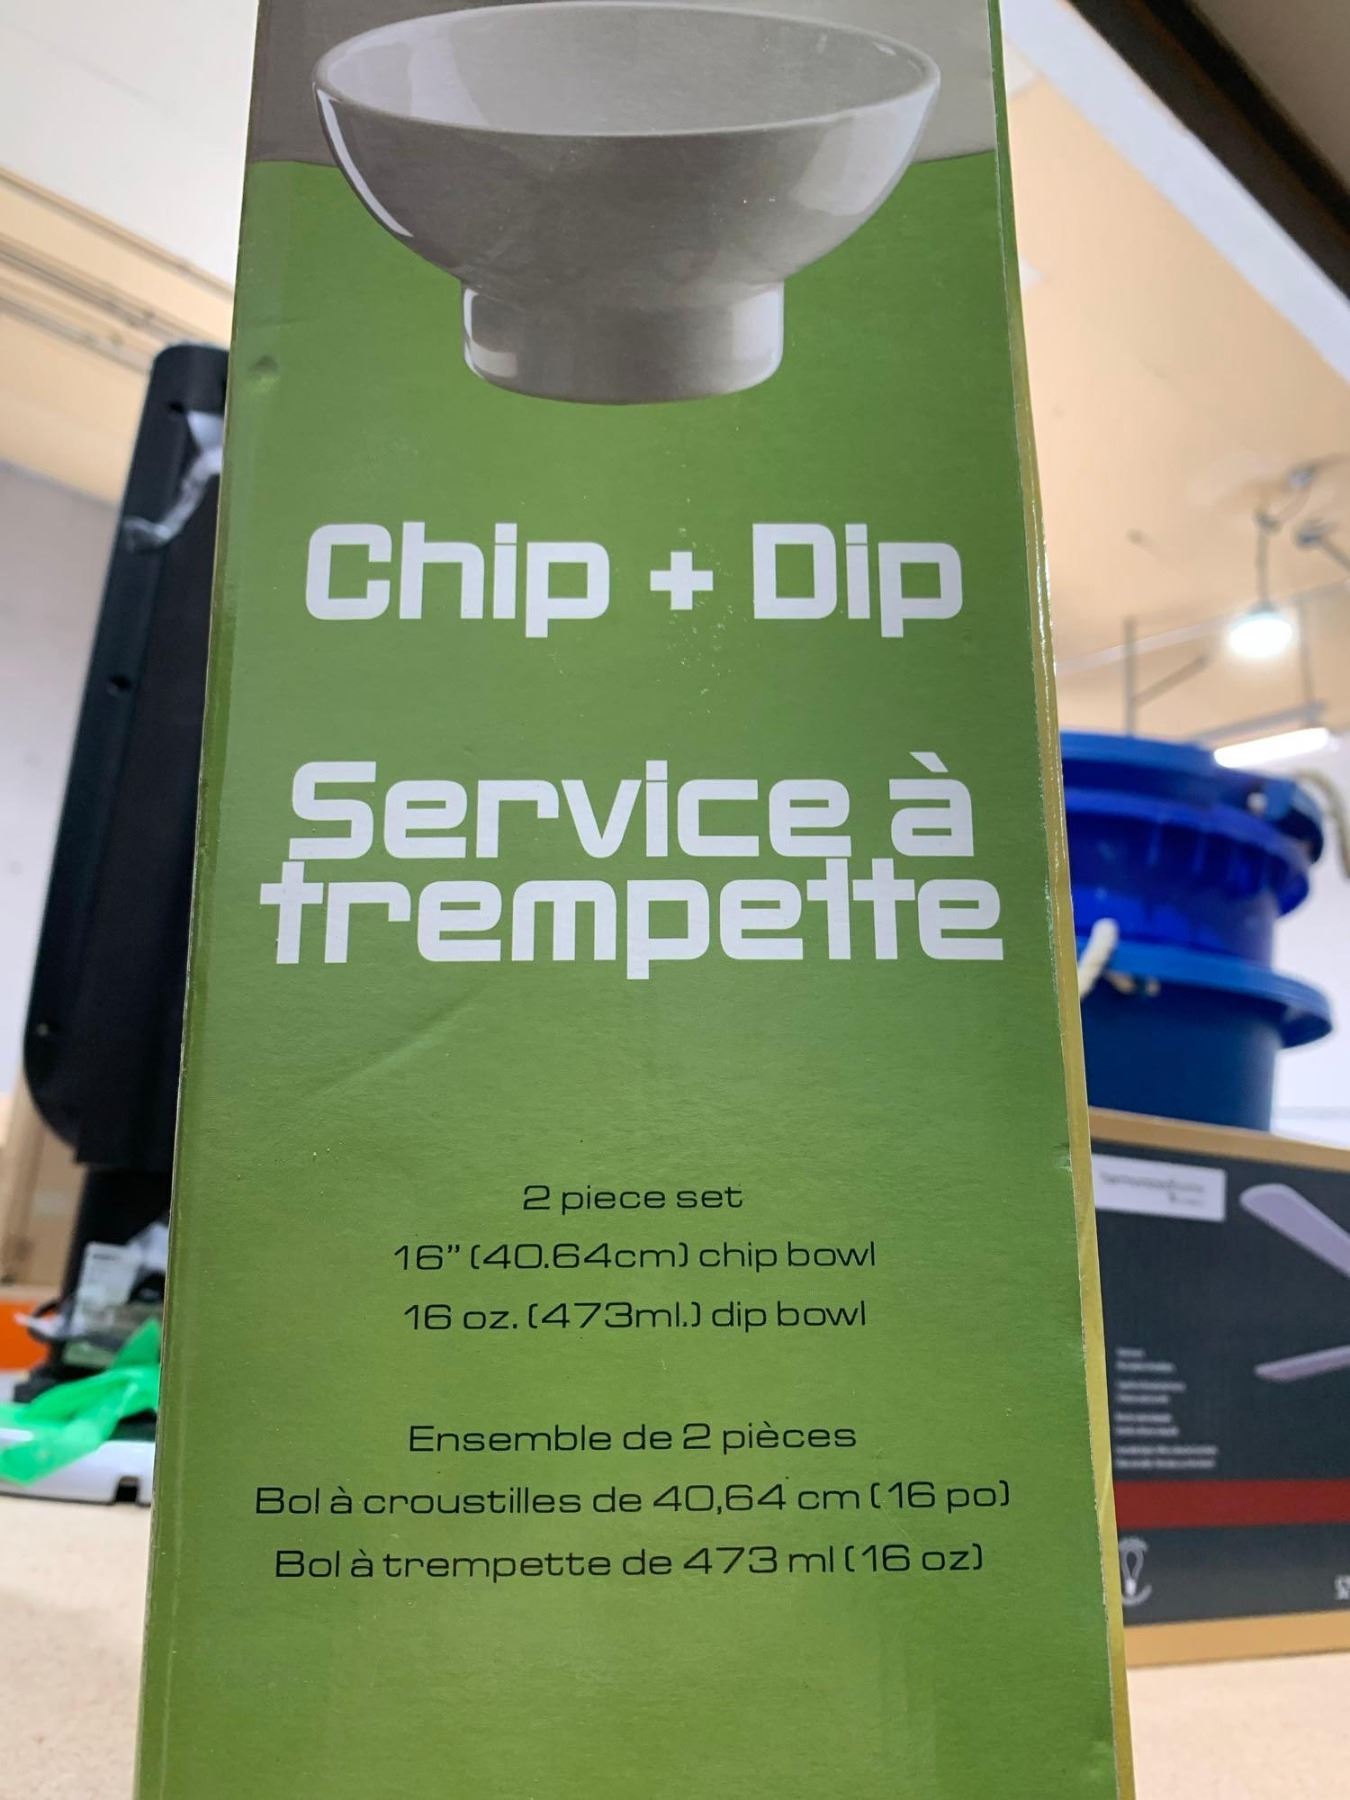 Chip + Dip
Service à
trempette
2 piece set
16" (40.64cm) chip bowl
16 oz. (473ml.) dip bowl
Ensemble de 2 pièces
Bol à croustilles de 40,64 cm (16 po)
Bol à trempette de 473 ml (16 oz)